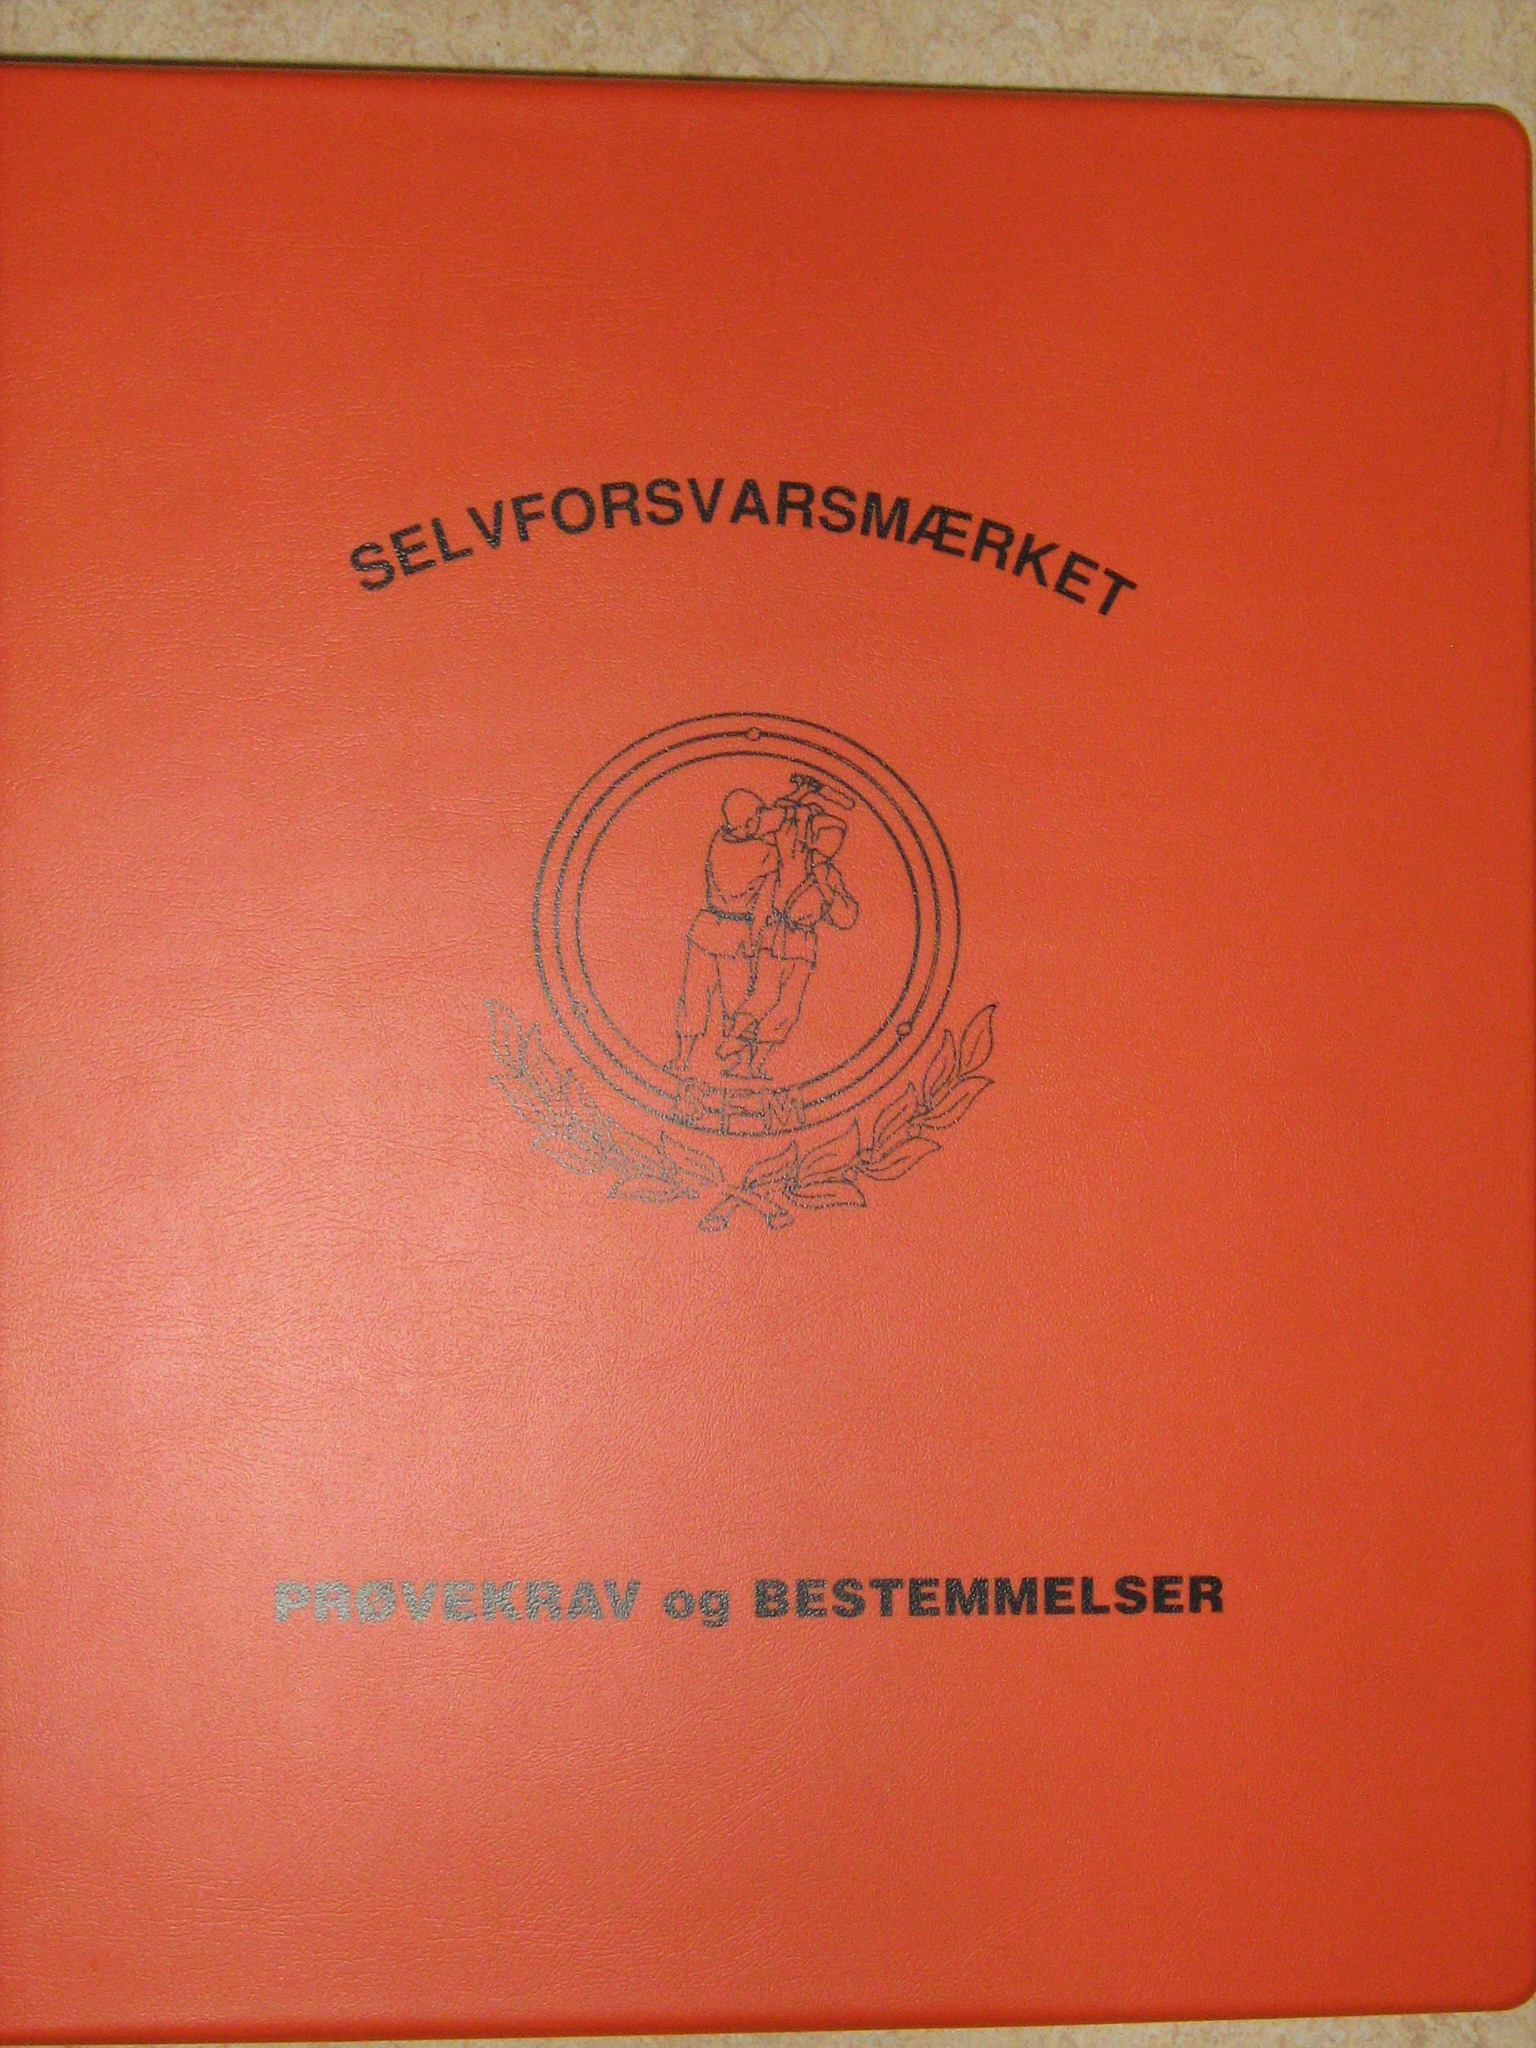 SELVFORSVARSMÆRKET
SFM
PRØVEKRAV og BESTEMMELSER